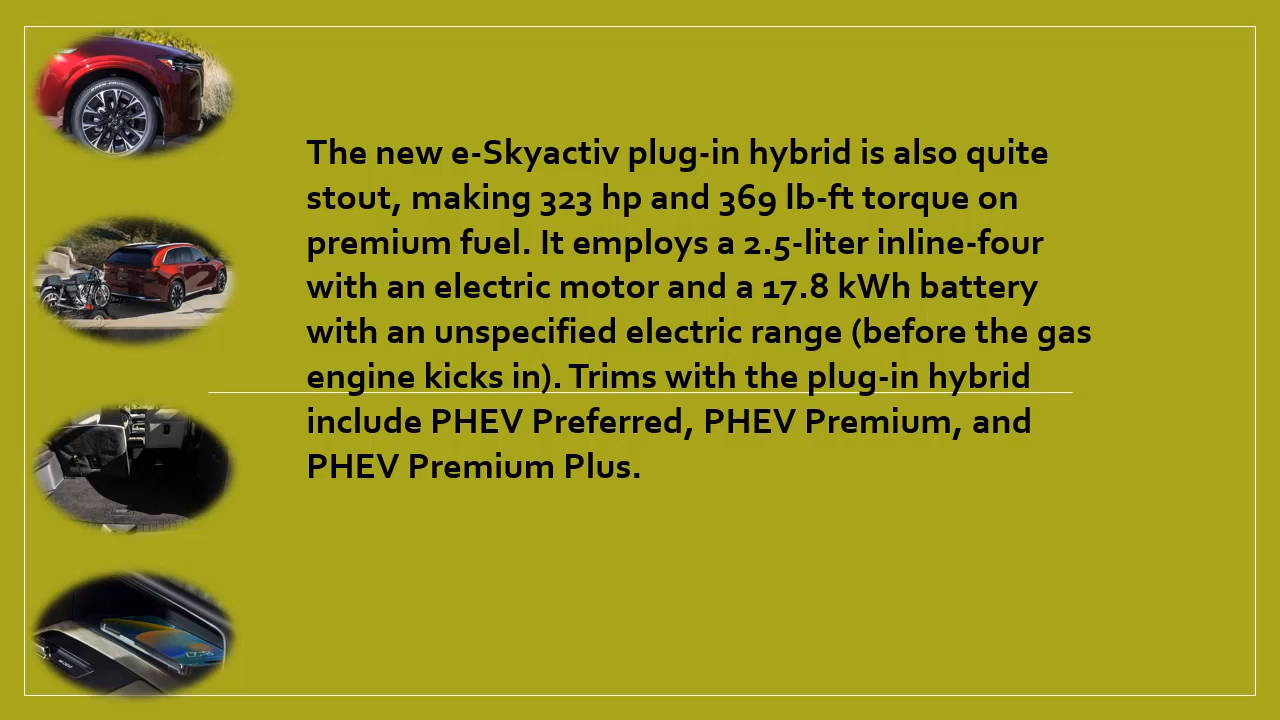 The new e-Skyactiv plug-in hybrid is also quite
stout, making 323 hp and 369 lb-ft torque on
premium fuel. It employs a 2.5-liter inline-four
with an electric motor and a 17.8 kWh battery
with an unspecified electric range (before the gas
engine kicks in). Trims with the plug-in hybrid
include PHEV Preferred, PHEV Premium, and
PHEV Premium Plus.